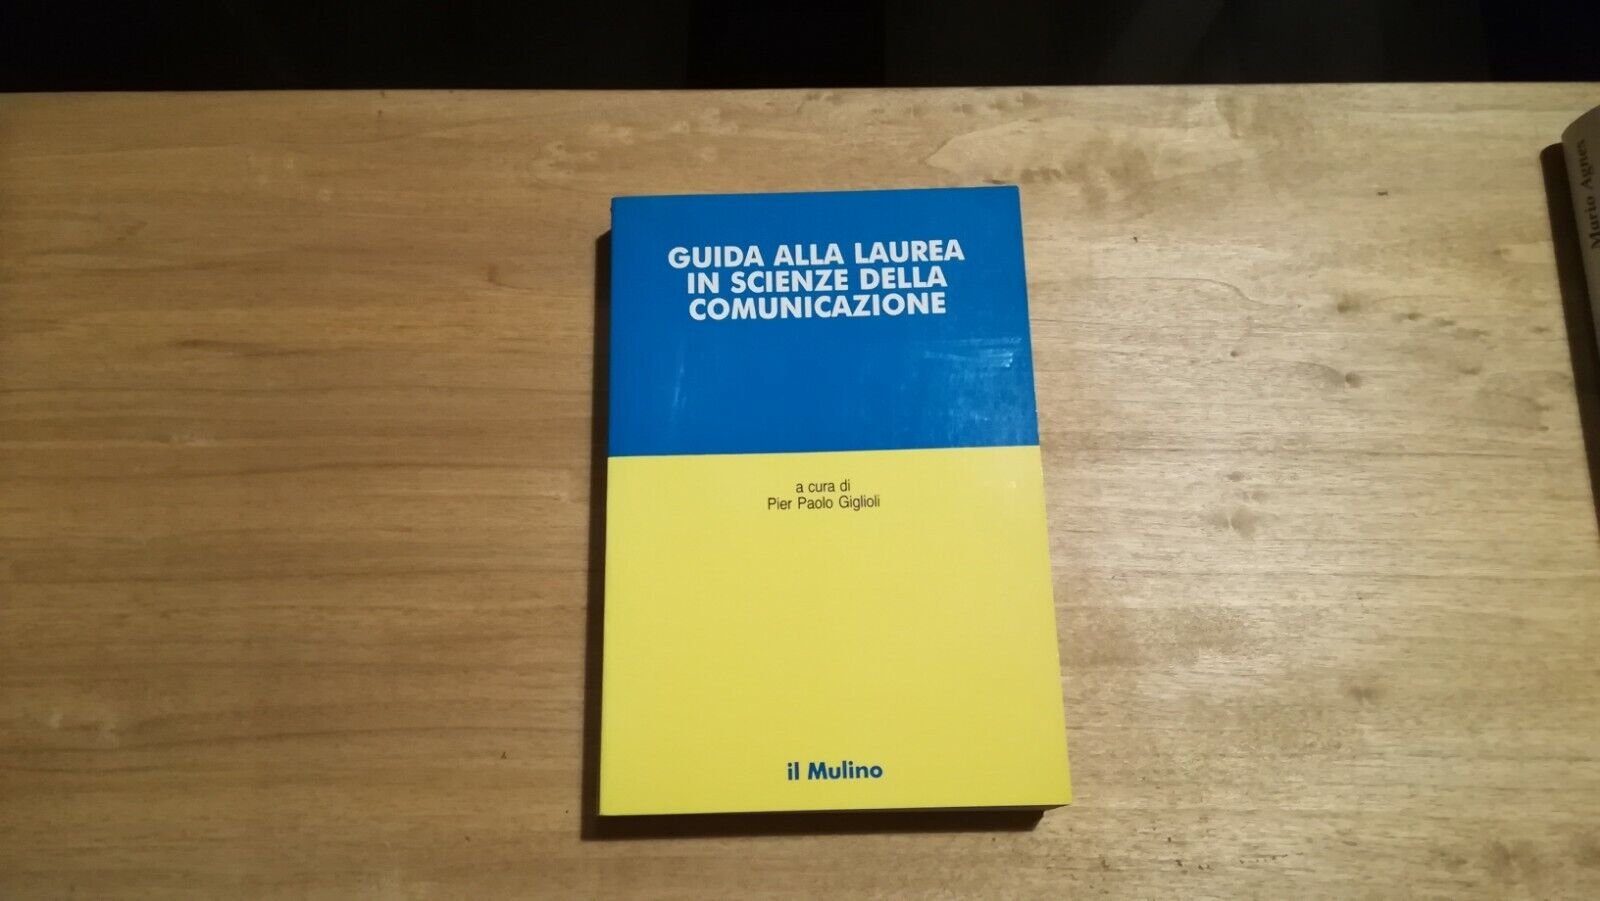 GUIDA ALLA LAUREA
IN SCIENZE DELLA
COMUNICAZIONE
a cura di
Pier Paolo Giglioli
il Mulino
Mario Agnes